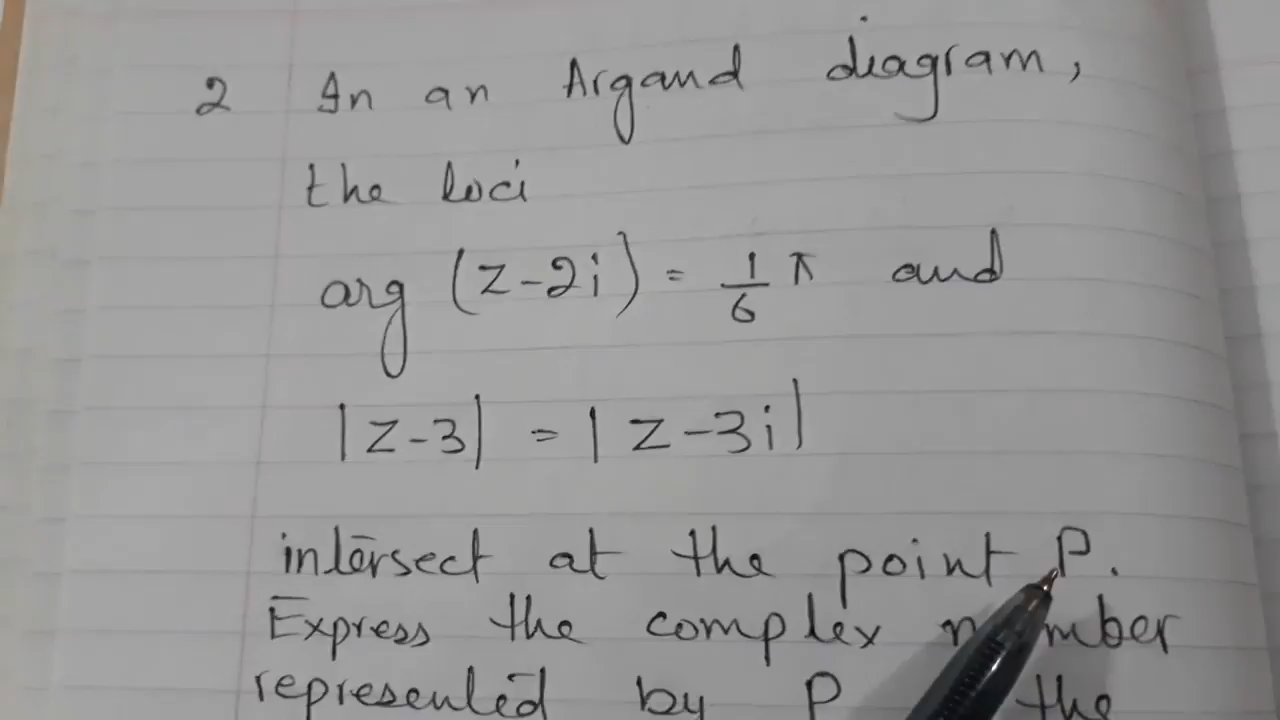 2 In an Argand diagram,
the loci
arg (z-2i) = 1/6 π and
|z-3| = |z-3i|
intersect at the point P.
Express the complex number
represented by P the